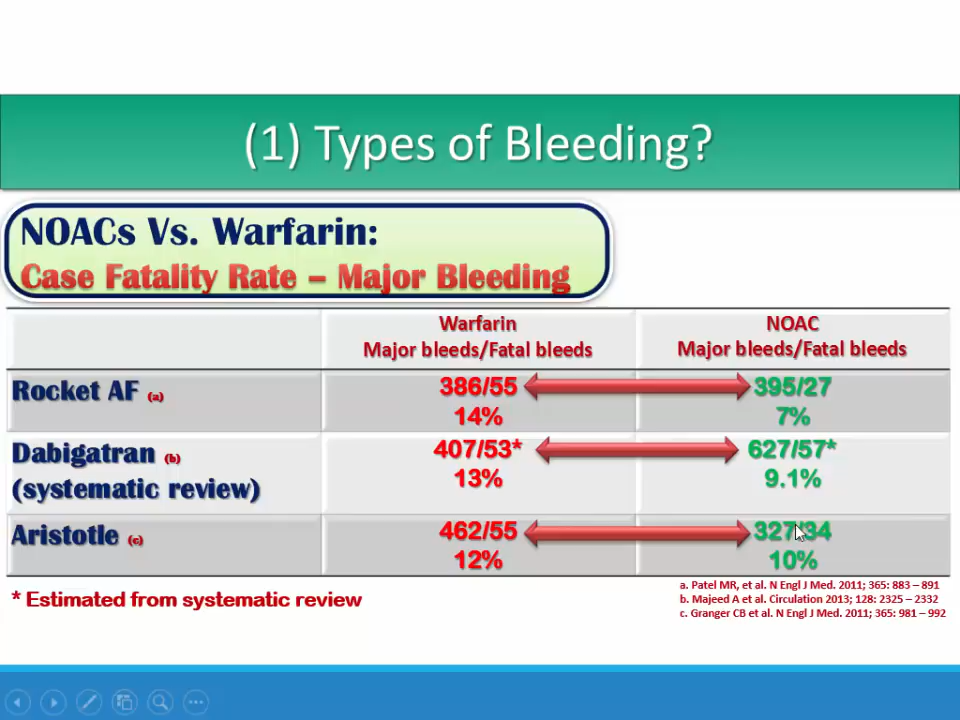 (1) Types of Bleeding?
NOACs Vs. Warfarin:
Case Fatality Rate – Major Bleeding
Warfarin
Major bleeds/Fatal bleeds
NOAC
Major bleeds/Fatal bleeds
Rocket AF (a)
386/55
14%
395/27
7%
Dabigatran (b)
(systematic review)
407/53*
13%
627/57*
9.1%
Aristotle (c)
462/55
12%
327/34
10%
* Estimated from systematic review
a. Patel MR, et al. N Engl J Med. 2011; 365: 883 – 891
b. Majeed A et al. Circulation 2013; 128: 2325 – 2332
c. Granger CB et al. N Engl J Med. 2011; 365: 981 – 992